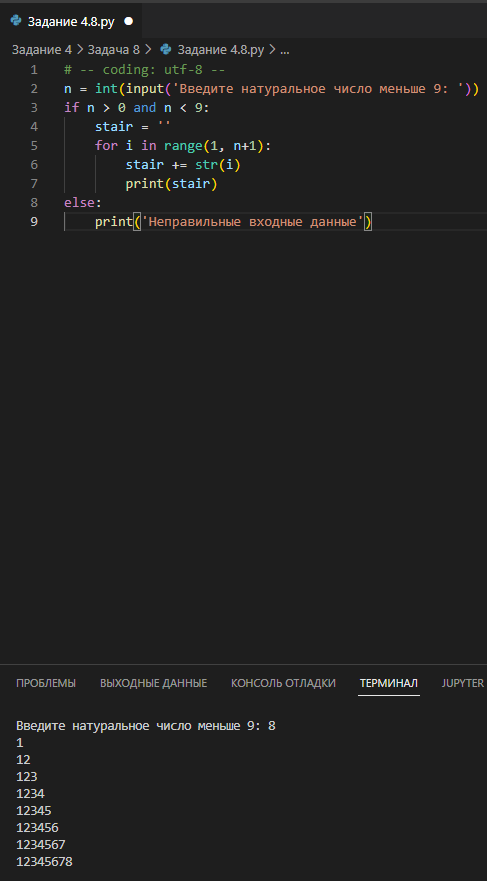 Задание 4.8.py ●
Задание 4 > Задача 8 > Задание 4.8.py > ...
1 # -- coding: utf-8 --
2 n = int(input('Введите натуральное число меньше 9: '))
3 if n > 0 and n < 9:
4     stair = ''
5     for i in range(1, n+1):
6         stair += str(i)
7         print(stair)
8 else:
9     print('Неправильные входные данные')
ПРОБЛЕМЫ ВЫХОДНЫЕ ДАННЫЕ КОНСОЛЬ ОТЛАДКИ ТЕРМИНАЛ JUPYTER
Введите натуральное число меньше 9: 8
1
12
123
1234
12345
123456
1234567
12345678